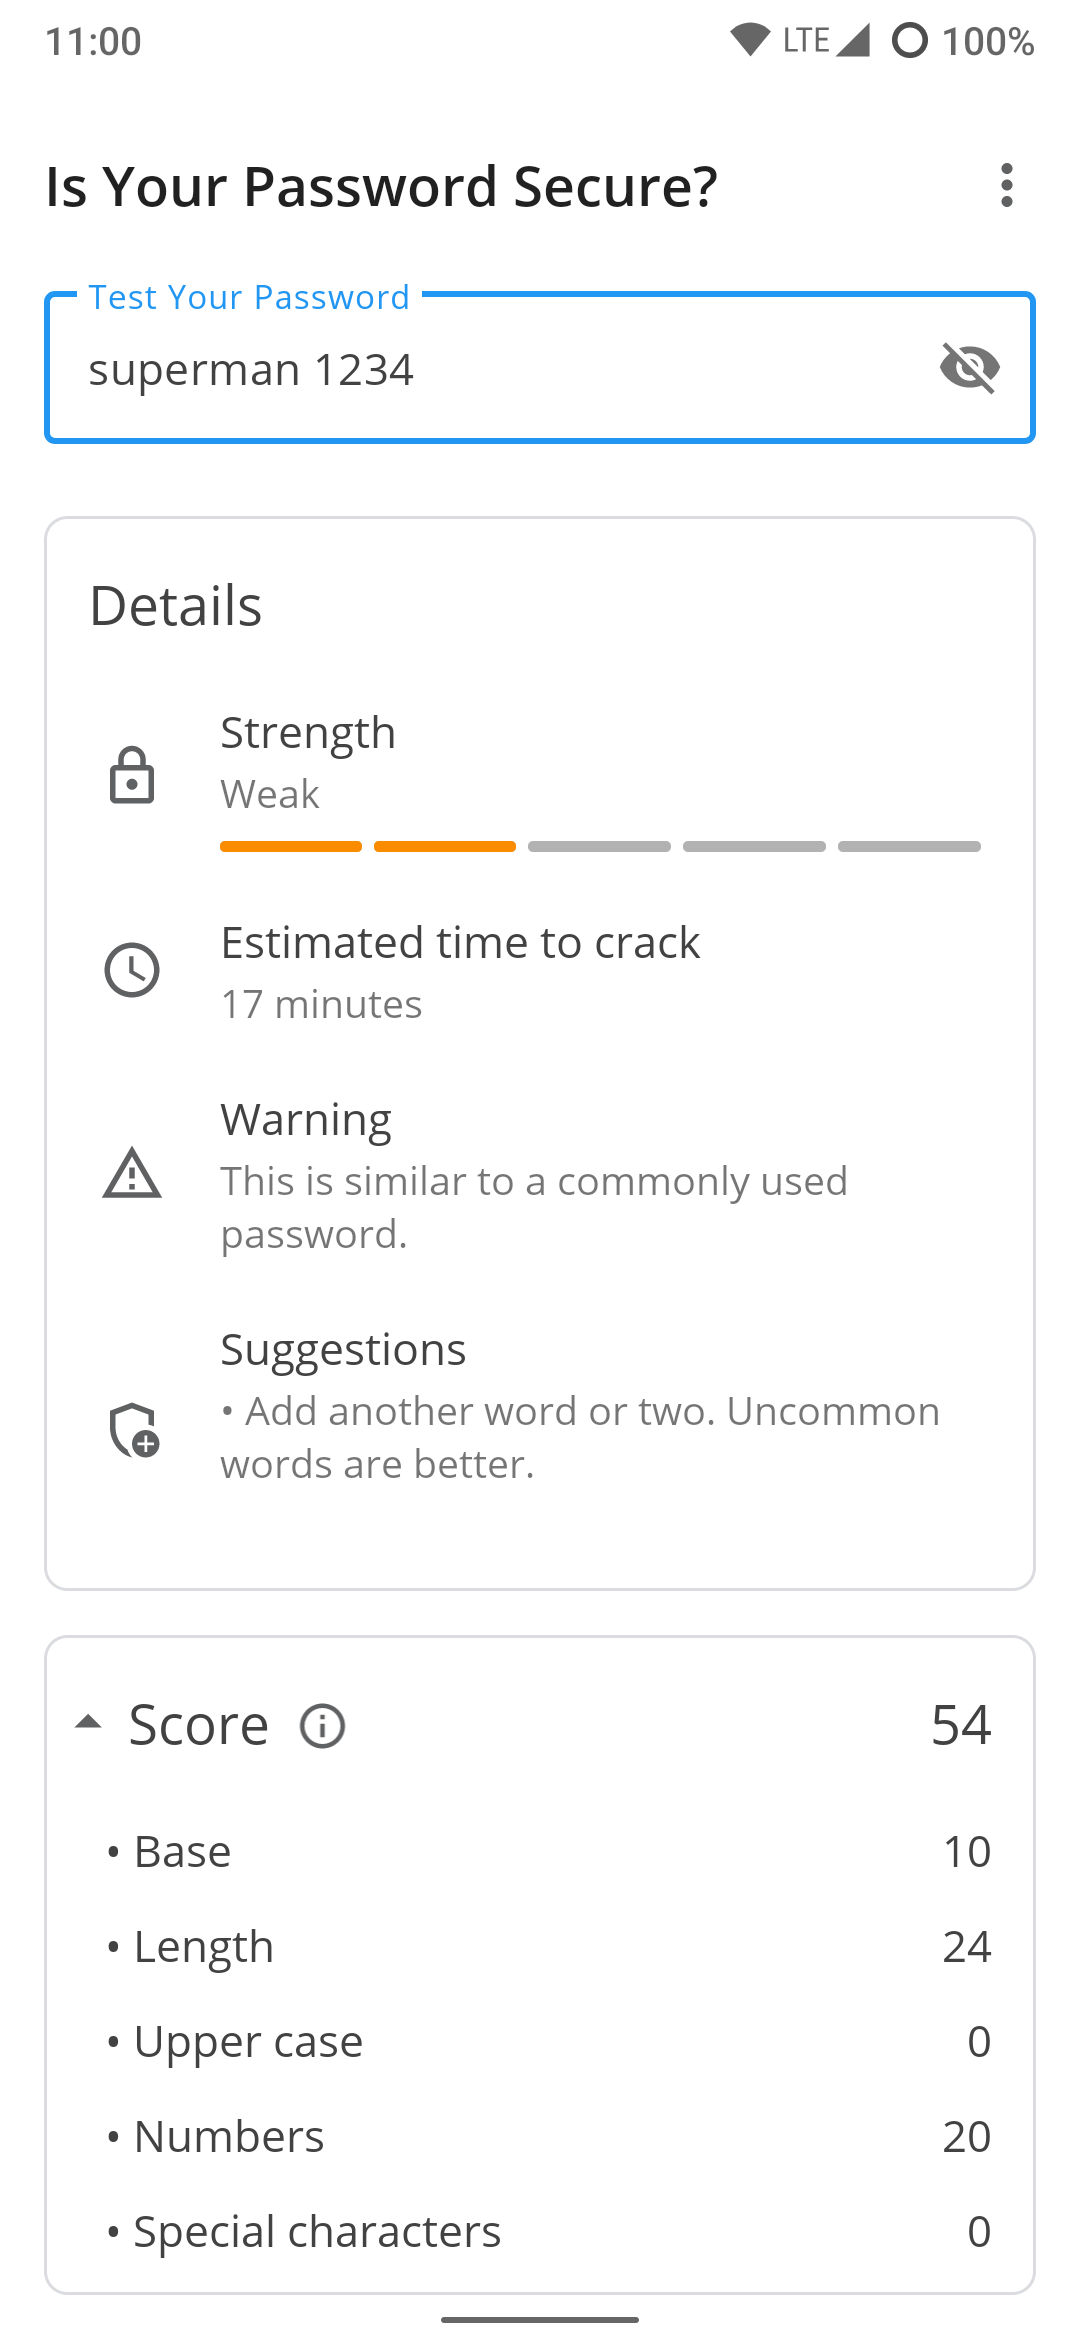 11:00 LTE 100%
Is Your Password Secure?
Test Your Password
superman 1234
Details
Strength
Weak
Estimated time to crack
17 minutes
Warning
This is similar to a commonly used
password.
Suggestions
• Add another word or two. Uncommon
words are better.
Score 54
• Base 10
• Length 24
• Upper case 0
• Numbers 20
• Special characters 0